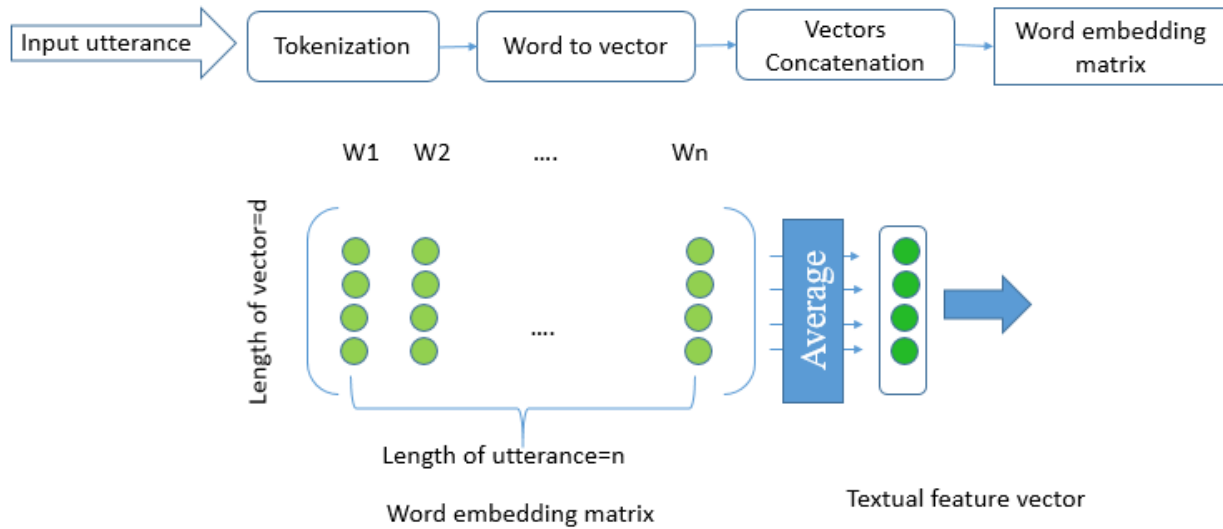 Input utterance
Tokenization
Word to vector
Vectors
Concatenation
Word embedding
matrix
W1 W2 .... Wn
Length of vector=d
....
Average
Length of utterance=n
Word embedding matrix
Textual feature vector